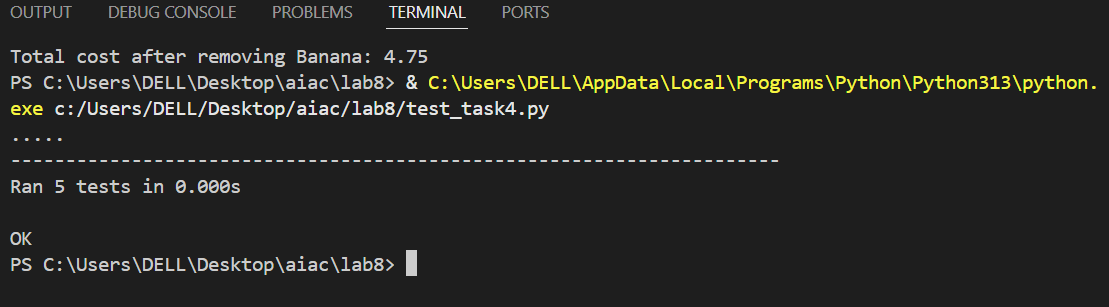 OUTPUT DEBUG CONSOLE PROBLEMS TERMINAL PORTS
Total cost after removing Banana: 4.75
PS C:\Users\DELL\Desktop\aiac\lab8> & C:\Users\DELL\AppData\Local\Programs\Python\Python313\python.
exe c:/Users/DELL/Desktop/aiac/lab8/test_task4.py
.....
----------------------------------------------------------------------
Ran 5 tests in 0.000s
OK
PS C:\Users\DELL\Desktop\aiac\lab8>